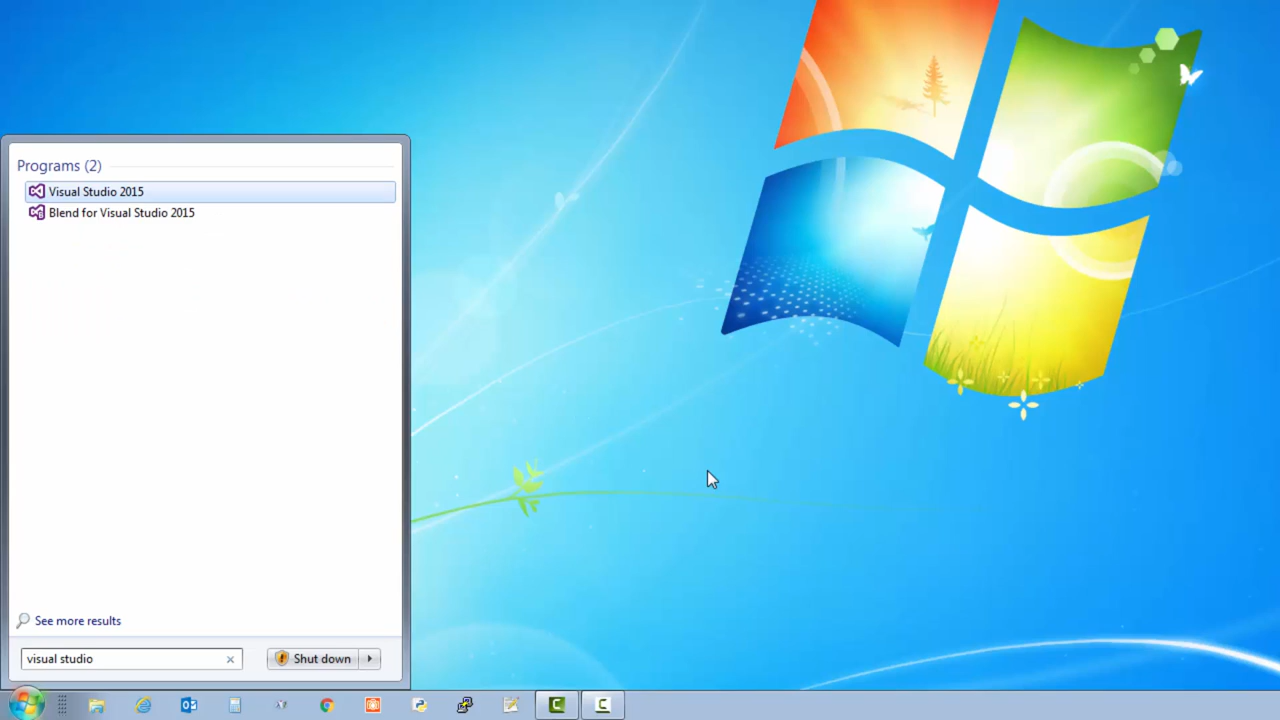 Programs (2)
Visual Studio 2015
Blend for Visual Studio 2015
See more results
visual studio
Shut down